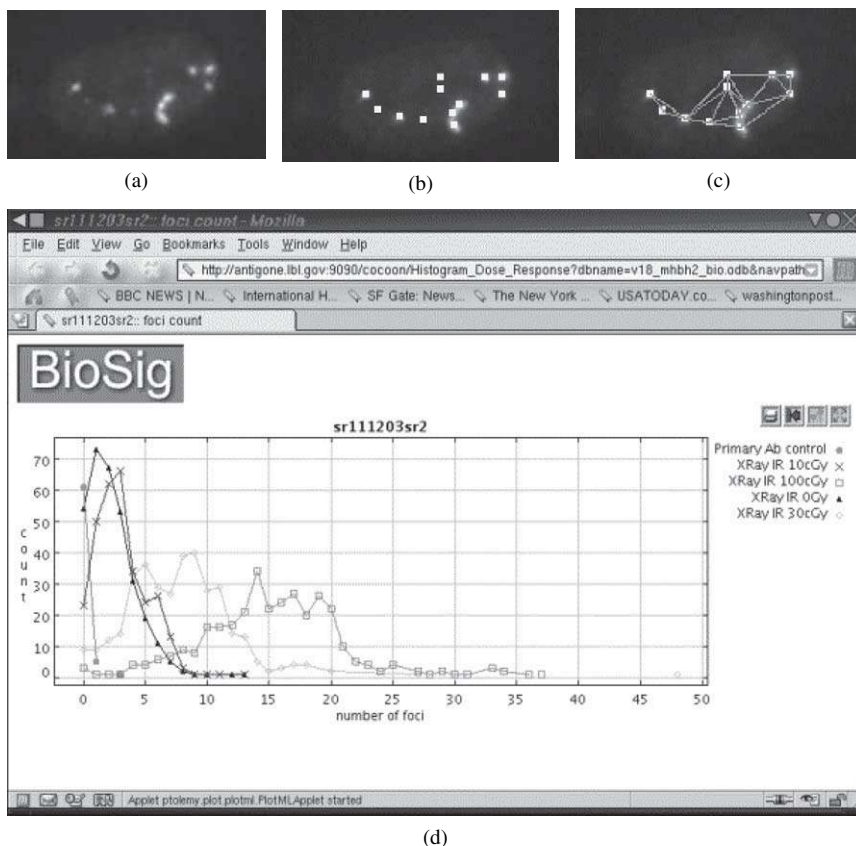 (a)
(b)
(c)
sr111203sr2:: foci count - Mozilla
File Edit View Go Bookmarks Tools Window Help
http://antigone.lbl.gov:9090/cocoon/Histogram_Dose_Response?dbname=v18_mhbh2_bio.odb&navpath
BBC NEWS | N... International H... SF Gate: News... The New York ... USATODAY.co... washingtonpost...
sr111203sr2:: foci count
BioSig
sr111203sr2
Primary Ab control
XRay IR 10cGy
XRay IR 100cGy
XRay IR 0Gy
XRay IR 30cGy
count
70
60
50
40
30
20
10
0
0 5 10 15 20 25 30 35 40 45 50
number of foci
Applet ptolemy.plot.plotml.PlotMLApplet started
(d)